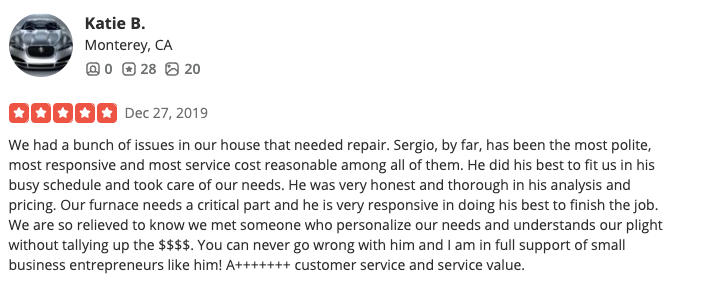 Katie B.
Monterey, CA
0 28 20
Dec 27, 2019
We had a bunch of issues in our house that needed repair. Sergio, by far, has been the most polite,
most responsive and most service cost reasonable among all of them. He did his best to fit us in his
busy schedule and took care of our needs. He was very honest and thorough in his analysis and
pricing. Our furnace needs a critical part and he is very responsive in doing his best to finish the job.
We are so relieved to know we met someone who personalize our needs and understands our plight
without tallying up the $$$$. You can never go wrong with him and I am in full support of small
business entrepreneurs like him! A+++++++ customer service and service value.